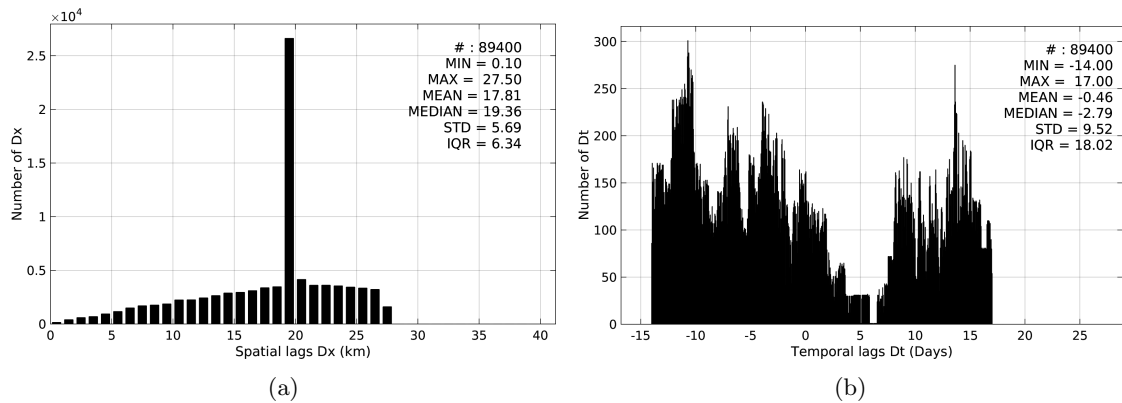 ×10⁴
2.5
2
1.5
1
0.5
0
Number of Dx
# : 89400
MIN = 0.10
MAX = 27.50
MEAN = 17.81
MEDIAN = 19.36
STD = 5.69
IQR = 6.34
0 5 10 15 20 25 30 35 40
Spatial lags Dx (km)
(a)
300
250
200
150
100
50
0
Number of Dt
# : 89400
MIN = -14.00
MAX = 17.00
MEAN = -0.46
MEDIAN = -2.79
STD = 9.52
IQR = 18.02
-15 -10 -5 0 5 10 15 20 25
Temporal lags Dt (Days)
(b)